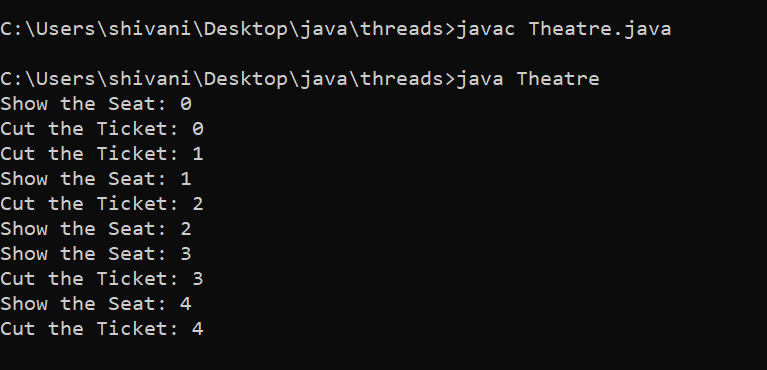 C:\Users\shivani\Desktop\java\threads>javac Theatre.java
C:\Users\shivani\Desktop\java\threads>java Theatre
Show the Seat: 0
Cut the Ticket: 0
Cut the Ticket: 1
Show the Seat: 1
Cut the Ticket: 2
Show the Seat: 2
Show the Seat: 3
Cut the Ticket: 3
Show the Seat: 4
Cut the Ticket: 4